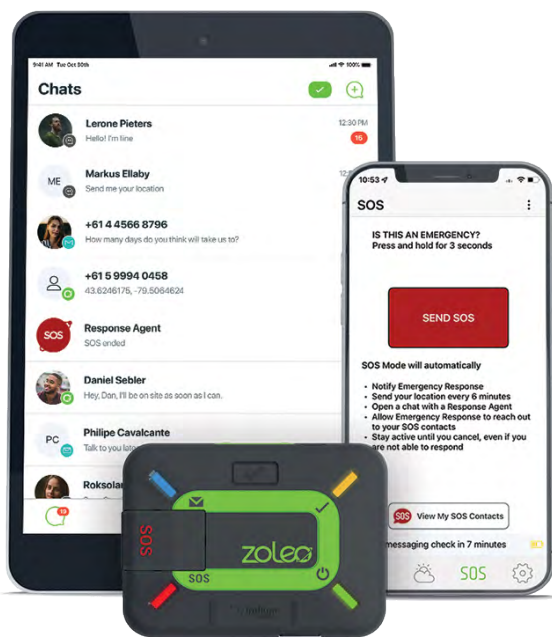 9:41 AM Tue Oct 30th
100%
Chats
Lerone Pieters
12:30 PM
Hello! I'm line
16
ME
Markus Ellaby
Send me your location
+61 4 4566 8796
How many days do you think will take us to?
+61 5 9994 0458
43.6246175, -79.5064624
SOS
Response Agent
SOS ended
Daniel Sebler
Hey, Dan, I'll be on site as soon as I can.
PC
Philipe Cavalcante
Talk to you
19
10:53
SOS
IS THIS AN EMERGENCY?
Press and hold for 3 seconds
SEND SOS
SOS Mode will automatically
• Notify Emergency Response
• Send your location every 6 minutes
• Open a chat with a Response Agent
• Allow Emergency Response to reach out
to your SOS contacts
• Stay active until you cancel, even if you
are not able to respond
SOS View My SOS Contacts
messaging check in 7 minutes
SOS
SOS
zoleo
SOS